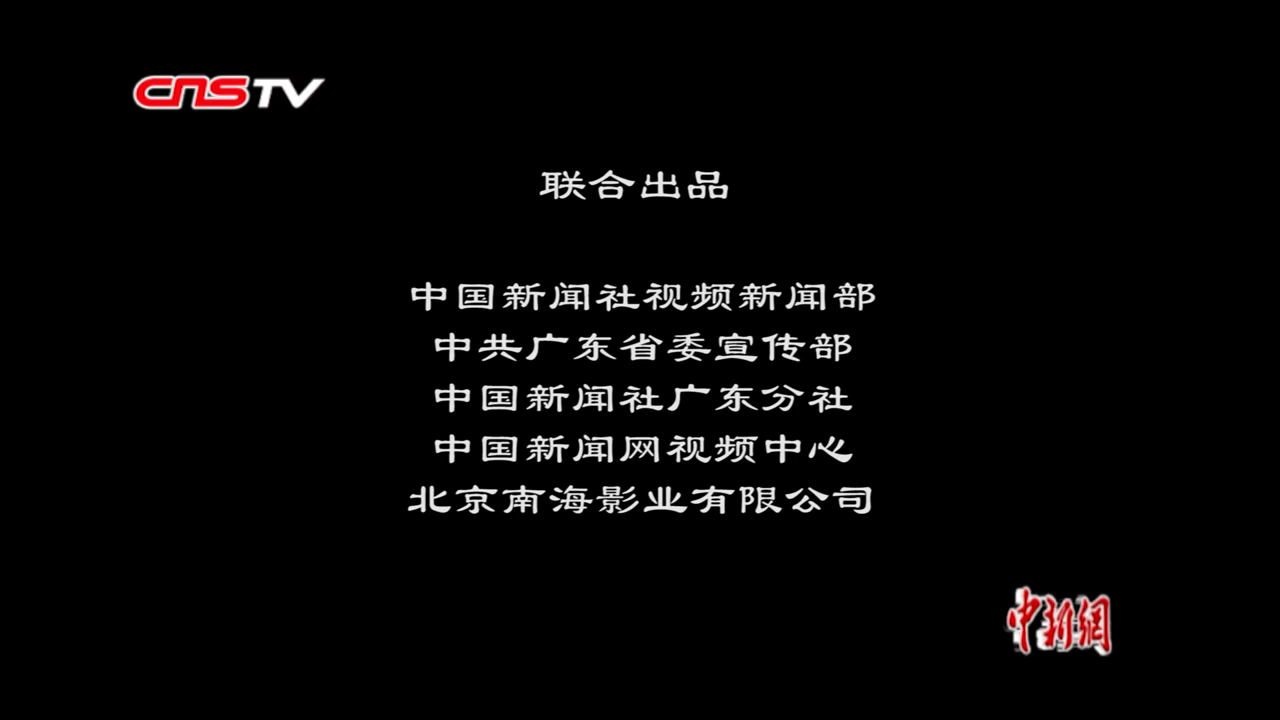 CNSTV
联合出品
中国新闻社视频新闻部
中共广东省委宣传部
中国新闻社广东分社
中国新闻网视频中心
北京南海影业有限公司
中新網